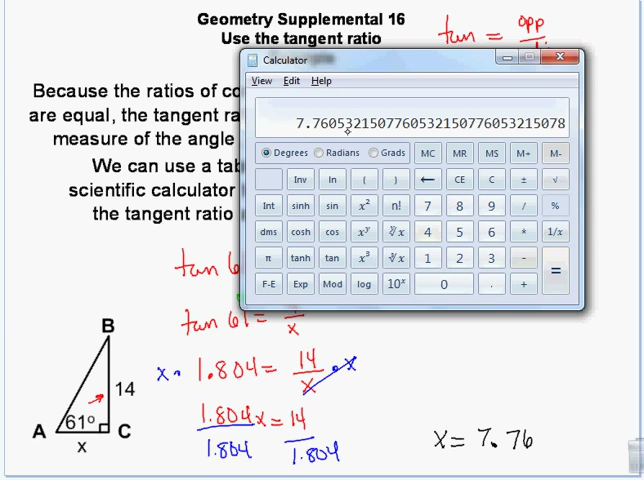 Geometry Supplemental 16
Use the tangent ratio
tan = opp
Calculator
View Edit Help
7.7605321507760532150776053215078
Degrees Radians Grads MC MR MS M+ M-
Inv ln ( ) ← CE C ± √
Int sinh sin x² n! 7 8 9 / %
dms cosh cos xʸ ʸ√x 4 5 6 * 1/x
π tanh tan x³ ³√x 1 2 3 - =
F-E Exp Mod log 10ˣ 0 . +
Because the ratios of
are equal, the tangent
measure of the angle
We can use a
scientific calculator
the tangent ratio
tan
tan 61 =
x
x · 1.804 = 14/x · x
1.804x = 14
1.804 1.804
x = 7.76
B
14
61°
A C
x